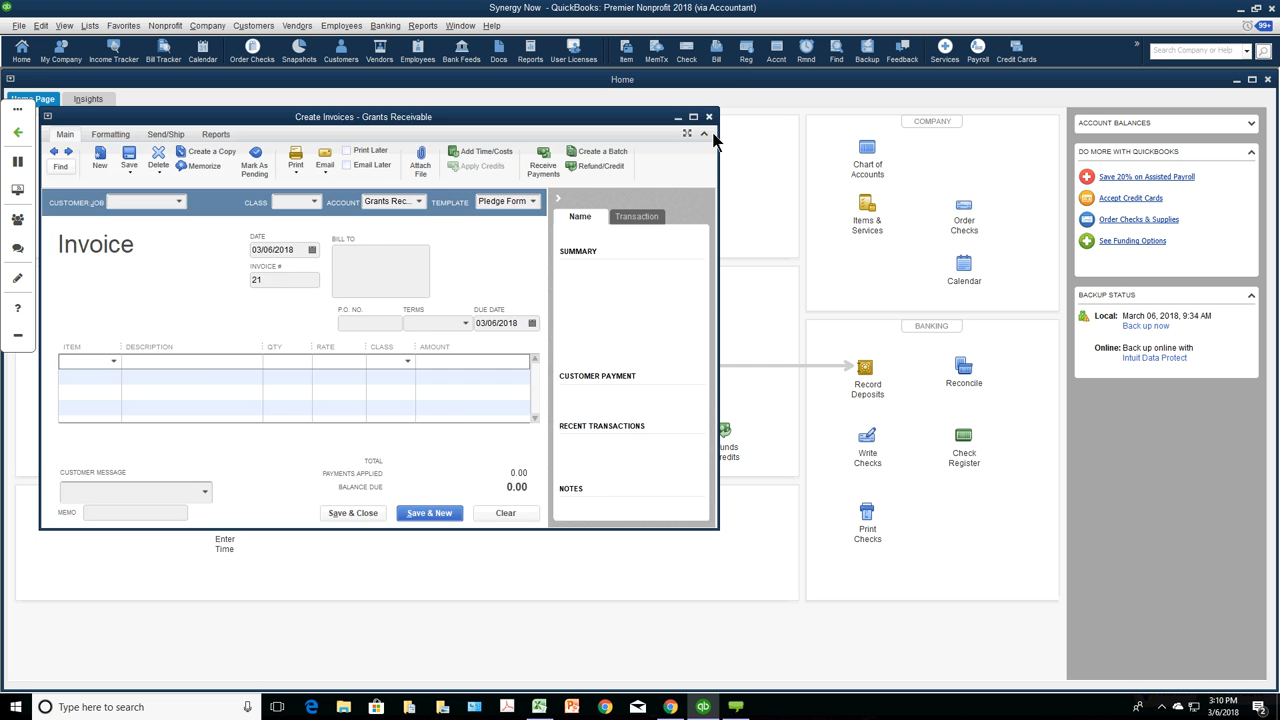 Synergy Now - QuickBooks: Premier Nonprofit 2018 (via Accountant)
File Edit View Lists Favorites Nonprofit Company Customers Vendors Employees Banking Reports Window Help
99+
Home My Company Income Tracker Bill Tracker Calendar Order Checks Snapshots Customers Vendors Employees Bank Feeds Docs Reports User Licenses Item MemTx Check Bill Reg Accnt Rmnd Find Backup Feedback Services Payroll Credit Cards
Search Company or Help
Home
Home Page Insights
Create Invoices - Grants Receivable
Main Formatting Send/Ship Reports
Find New Save Delete Create a Copy Memorize Mark As Pending Print Email Print Later Email Later Attach File Add Time/Costs Apply Credits Receive Payments Create a Batch Refund/Credit
CUSTOMER:JOB CLASS ACCOUNT Grants Rec... TEMPLATE Pledge Form
Invoice
DATE
03/06/2018
INVOICE #
21
BILL TO
P.O. NO. TERMS DUE DATE
03/06/2018
ITEM DESCRIPTION QTY RATE CLASS AMOUNT
TOTAL
PAYMENTS APPLIED 0.00
BALANCE DUE 0.00
CUSTOMER MESSAGE
MEMO
Save & Close Save & New Clear
Name Transaction
SUMMARY
CUSTOMER PAYMENT
RECENT TRANSACTIONS
NOTES
Enter
Time
unds
redits
COMPANY
Chart of
Accounts
Items &
Services
Order
Checks
Calendar
BANKING
Record
Deposits
Reconcile
Write
Checks
Check
Register
Print
Checks
ACCOUNT BALANCES
DO MORE WITH QUICKBOOKS
Save 20% on Assisted Payroll
Accept Credit Cards
Order Checks & Supplies
See Funding Options
BACKUP STATUS
Local: March 06, 2018, 9:34 AM
Back up now
Online: Back up online with
Intuit Data Protect
Type here to search
3:10 PM
3/6/2018
2